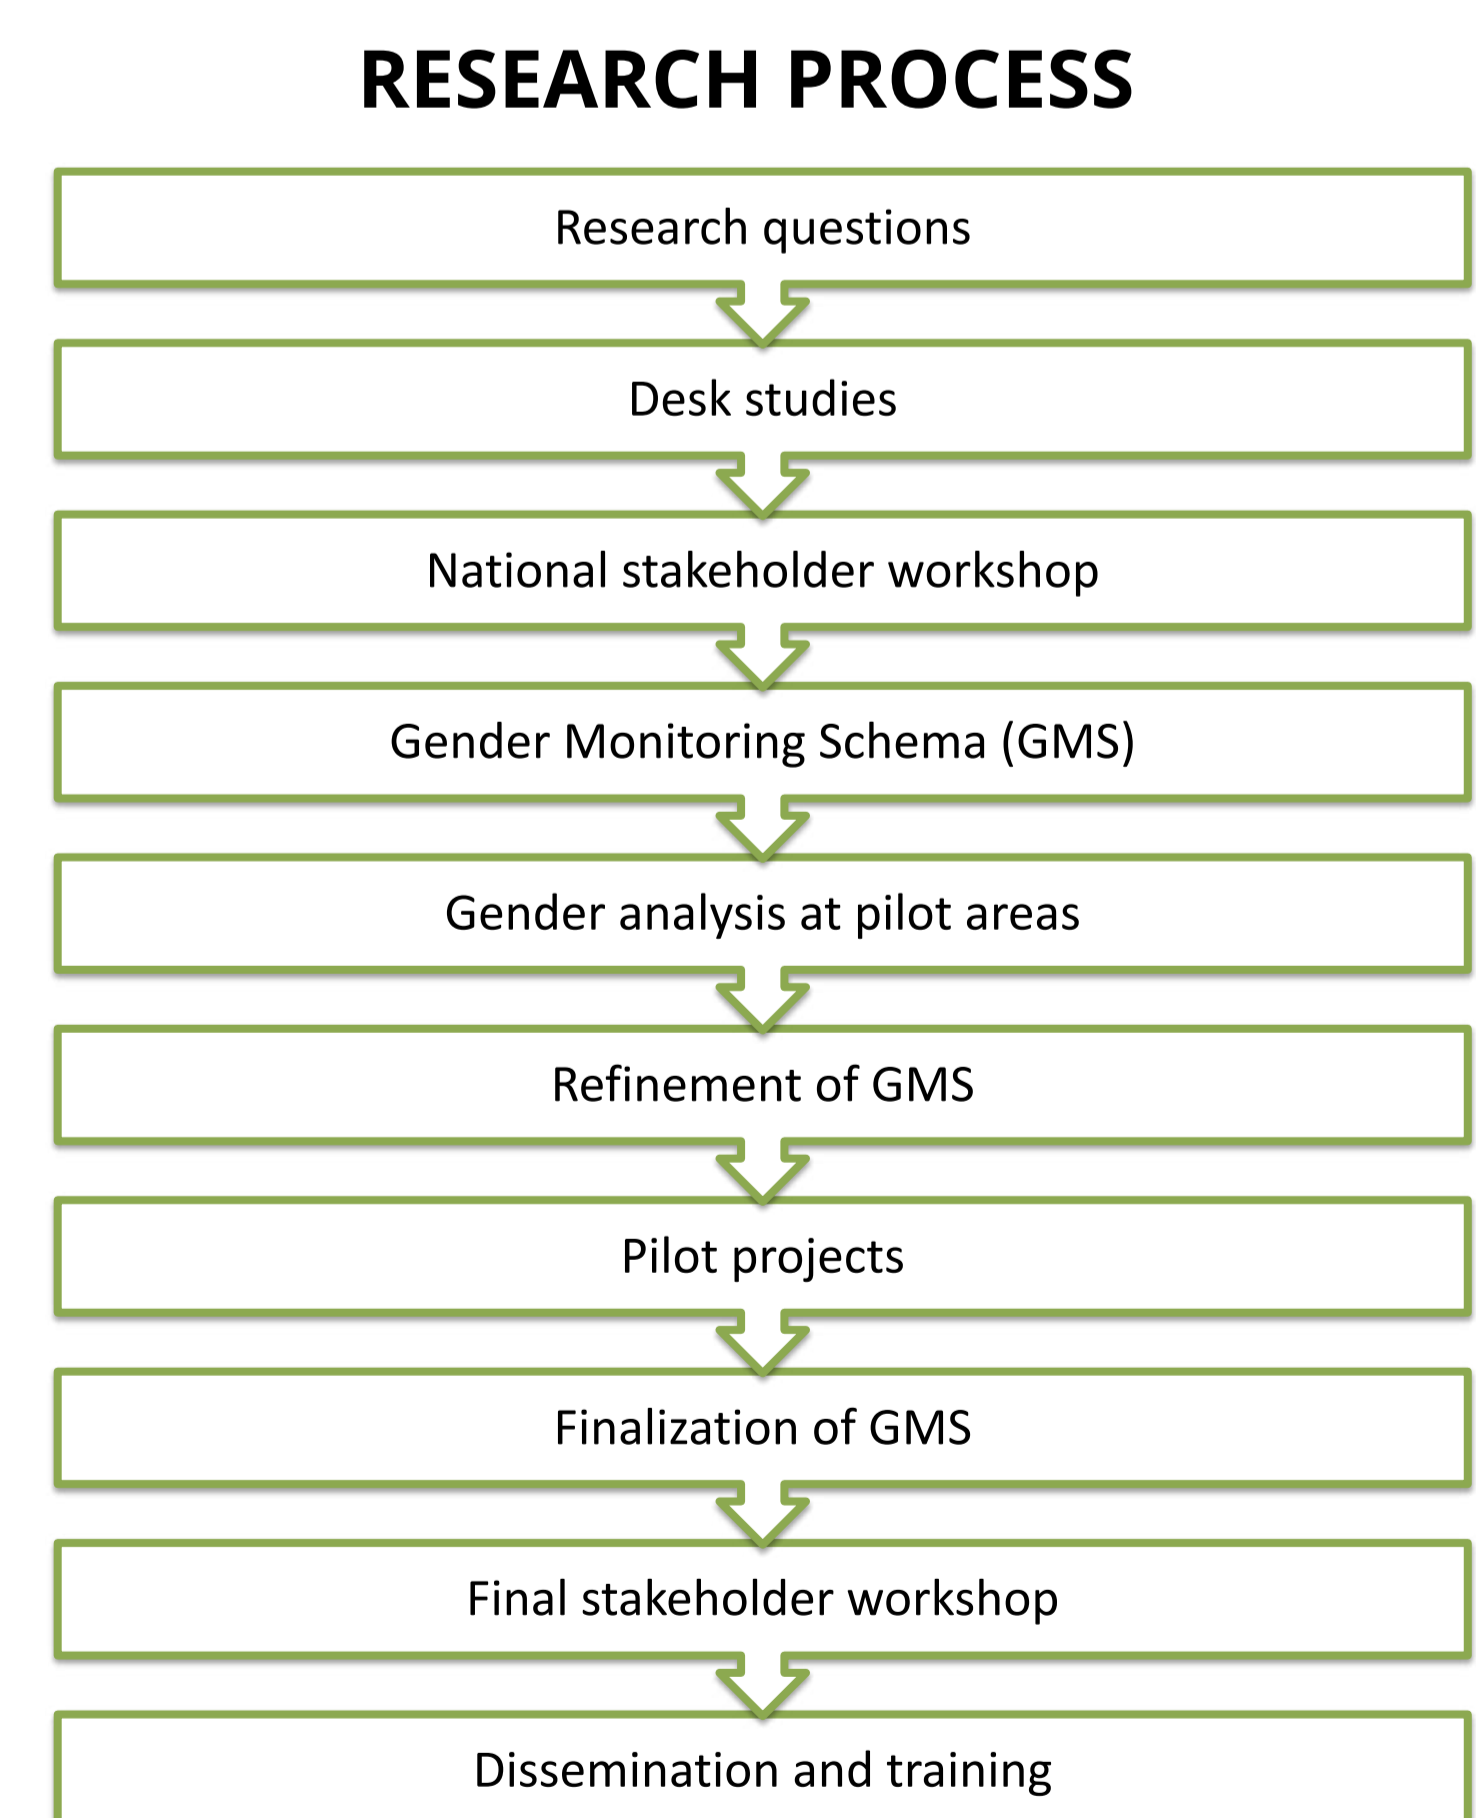 RESEARCH PROCESS
Research questions
Desk studies
National stakeholder workshop
Gender Monitoring Schema (GMS)
Gender analysis at pilot areas
Refinement of GMS
Pilot projects
Finalization of GMS
Final stakeholder workshop
Dissemination and training